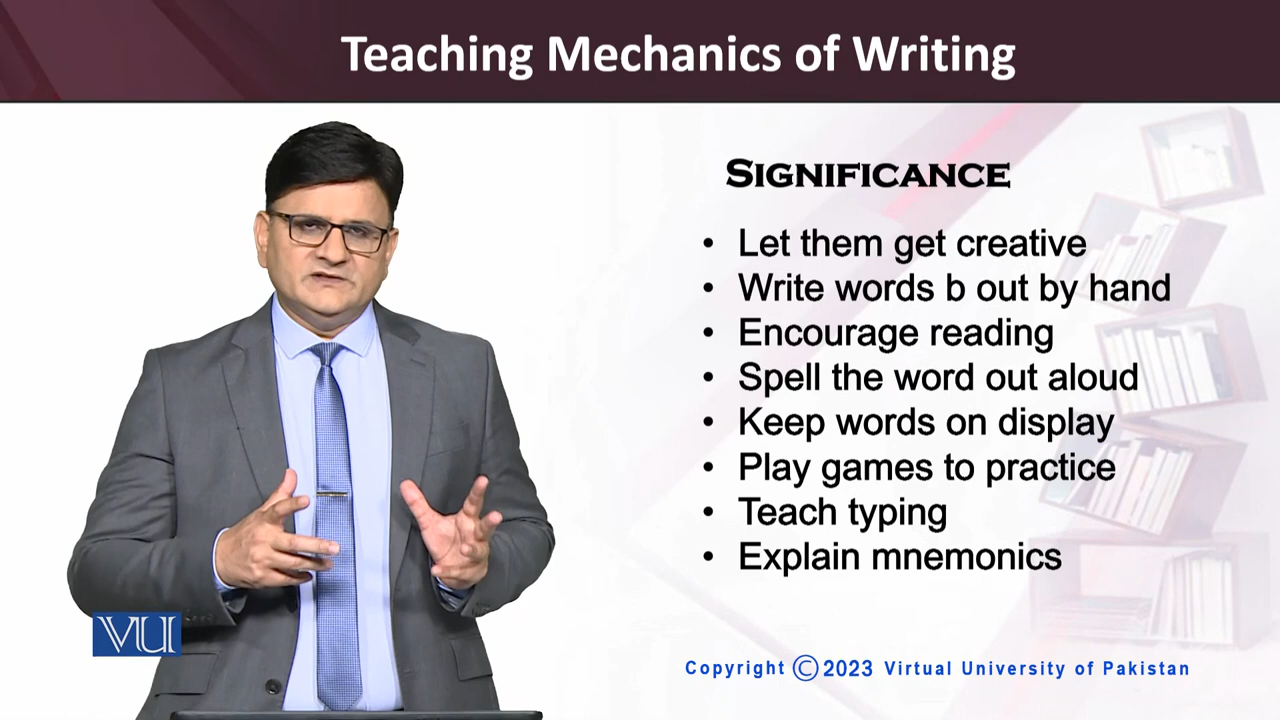 Teaching Mechanics of Writing
SIGNIFICANCE
• Let them get creative
• Write words b out by hand
• Encourage reading
• Spell the word out aloud
• Keep words on display
• Play games to practice
• Teach typing
• Explain mnemonics
VU
Copyright ©2023 Virtual University of Pakistan